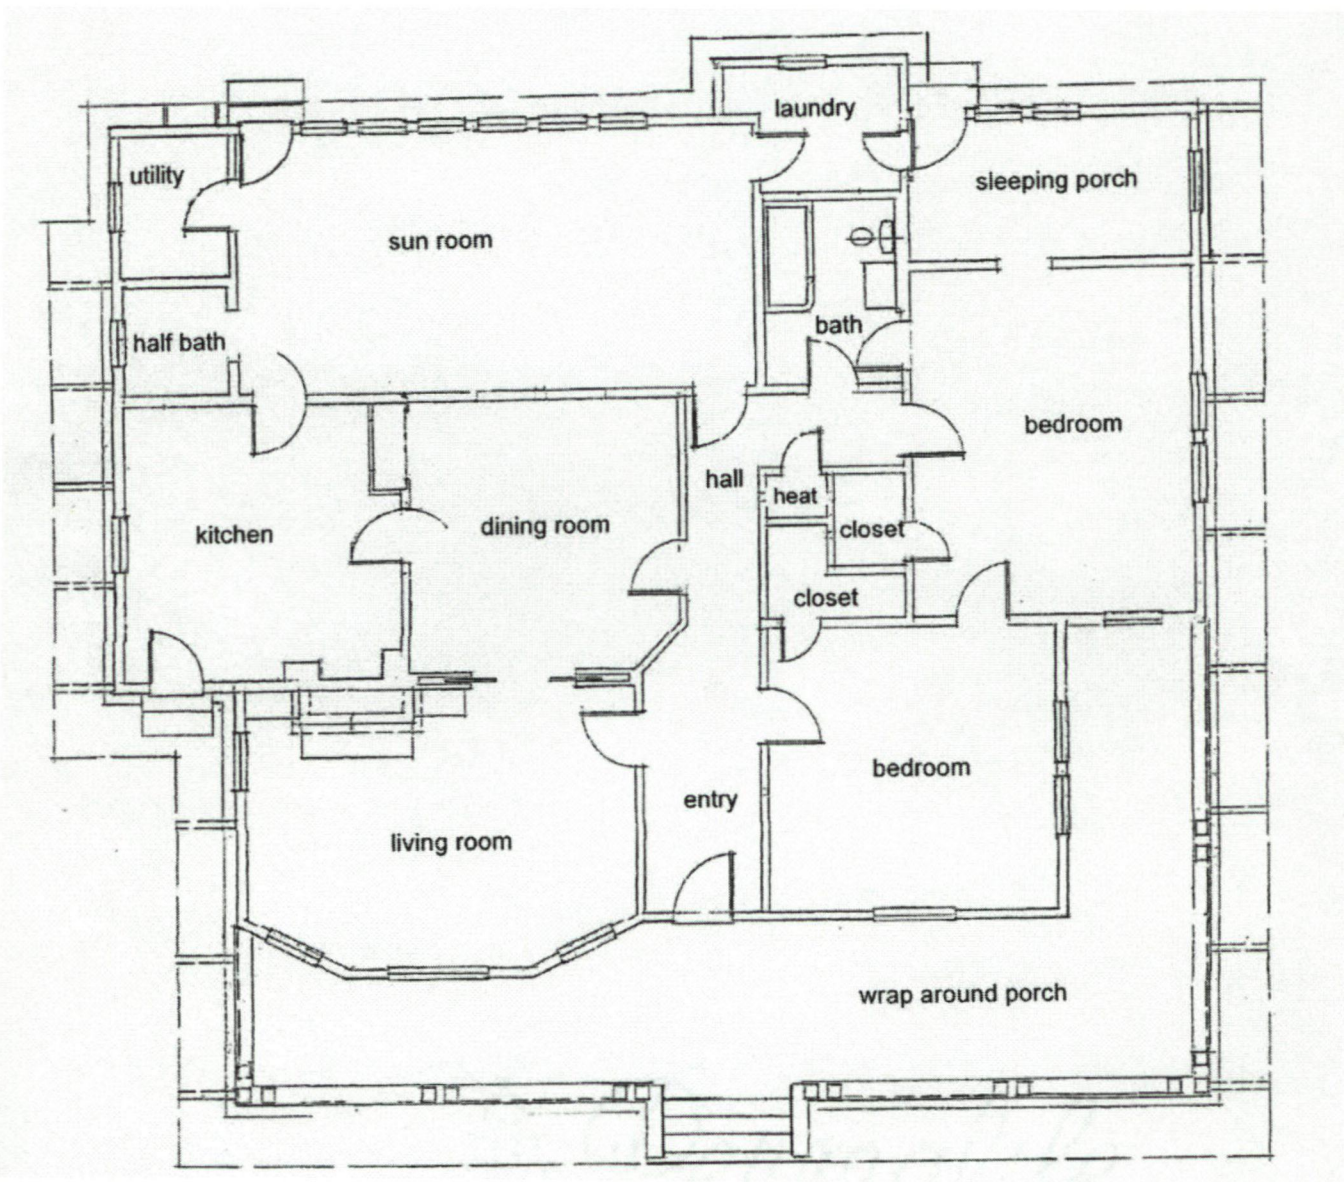 laundry
utility
sleeping porch
sun room
bath
half bath
bedroom
hall
heat
kitchen
dining room
closet
closet
bedroom
entry
living room
wrap around porch